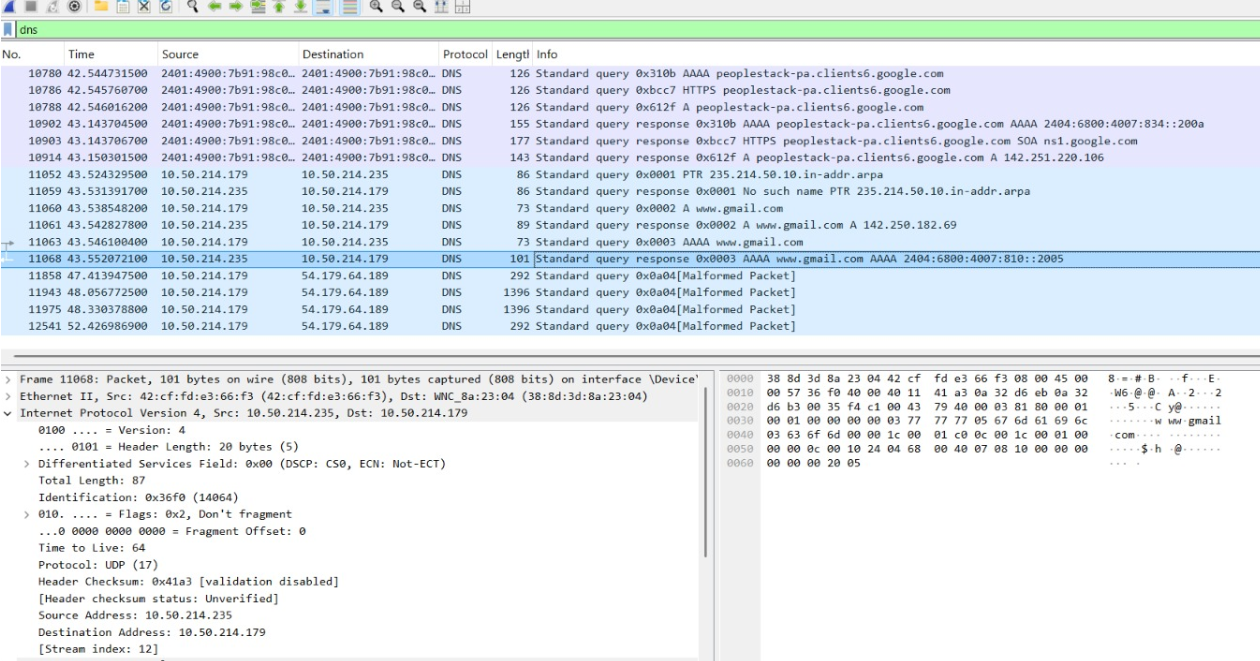 dns
No. Time Source Destination Protocol Lengtl Info
10780 42.544731500 2401:4900:7b91:98c0… 2401:4900:7b91:98c0… DNS 126 Standard query 0x310b AAAA peoplestack-pa.clients6.google.com
10786 42.545760700 2401:4900:7b91:98c0… 2401:4900:7b91:98c0… DNS 126 Standard query 0xbcc7 HTTPS peoplestack-pa.clients6.google.com
10788 42.546016200 2401:4900:7b91:98c0… 2401:4900:7b91:98c0… DNS 126 Standard query 0x612f A peoplestack-pa.clients6.google.com
10902 43.143704500 2401:4900:7b91:98c0… 2401:4900:7b91:98c0… DNS 155 Standard query response 0x310b AAAA peoplestack-pa.clients6.google.com AAAA 2404:6800:4007:834::200a
10903 43.143706700 2401:4900:7b91:98c0… 2401:4900:7b91:98c0… DNS 177 Standard query response 0xbcc7 HTTPS peoplestack-pa.clients6.google.com SOA ns1.google.com
10914 43.150301500 2401:4900:7b91:98c0… 2401:4900:7b91:98c0… DNS 143 Standard query response 0x612f A peoplestack-pa.clients6.google.com A 142.251.220.106
11052 43.524329500 10.50.214.179 10.50.214.235 DNS 86 Standard query 0x0001 PTR 235.214.50.10.in-addr.arpa
11059 43.531391700 10.50.214.235 10.50.214.179 DNS 86 Standard query response 0x0001 No such name PTR 235.214.50.10.in-addr.arpa
11060 43.538548200 10.50.214.179 10.50.214.235 DNS 73 Standard query 0x0002 A www.gmail.com
11061 43.542827800 10.50.214.235 10.50.214.179 DNS 89 Standard query response 0x0002 A www.gmail.com A 142.250.182.69
11063 43.546100400 10.50.214.179 10.50.214.235 DNS 73 Standard query 0x0003 AAAA www.gmail.com
11068 43.552072100 10.50.214.235 10.50.214.179 DNS 101 Standard query response 0x0003 AAAA www.gmail.com AAAA 2404:6800:4007:810::2005
11858 47.413947500 10.50.214.179 54.179.64.189 DNS 292 Standard query 0x0a04[Malformed Packet]
11943 48.056772500 10.50.214.179 54.179.64.189 DNS 1396 Standard query 0x0a04[Malformed Packet]
11975 48.330378800 10.50.214.179 54.179.64.189 DNS 1396 Standard query 0x0a04[Malformed Packet]
12541 52.426986900 10.50.214.179 54.179.64.189 DNS 292 Standard query 0x0a04[Malformed Packet]
Frame 11068: Packet, 101 bytes on wire (808 bits), 101 bytes captured (808 bits) on interface \Device\
Ethernet II, Src: 42:cf:fd:e3:66:f3 (42:cf:fd:e3:66:f3), Dst: WNC_8a:23:04 (38:8d:3d:8a:23:04)
Internet Protocol Version 4, Src: 10.50.214.235, Dst: 10.50.214.179
0100 .... = Version: 4
.... 0101 = Header Length: 20 bytes (5)
Differentiated Services Field: 0x00 (DSCP: CS0, ECN: Not-ECT)
Total Length: 87
Identification: 0x36f0 (14064)
010. .... = Flags: 0x2, Don't fragment
...0 0000 0000 0000 = Fragment Offset: 0
Time to Live: 64
Protocol: UDP (17)
Header Checksum: 0x41a3 [validation disabled]
[Header checksum status: Unverified]
Source Address: 10.50.214.235
Destination Address: 10.50.214.179
[Stream index: 12]
0000 38 8d 3d 8a 23 04 42 cf fd e3 66 f3 08 00 45 00 8·=·#·B· ··f···E·
0010 00 57 36 f0 40 00 40 11 41 a3 0a 32 d6 eb 0a 32 ·W6·@·@· A··2···2
0020 d6 b3 00 35 f4 c1 00 43 79 40 00 03 81 80 00 01 ···5···C y@······
0030 00 01 00 00 00 00 03 77 77 77 05 67 6d 61 69 6c ·······w ww·gmail
0040 03 63 6f 6d 00 00 1c 00 01 c0 0c 00 1c 00 01 00 ·com···· ········
0050 00 00 0c 00 10 24 04 68 00 40 07 08 10 00 00 00 ·····$·h ·@······
0060 00 00 00 20 05 ··· ·